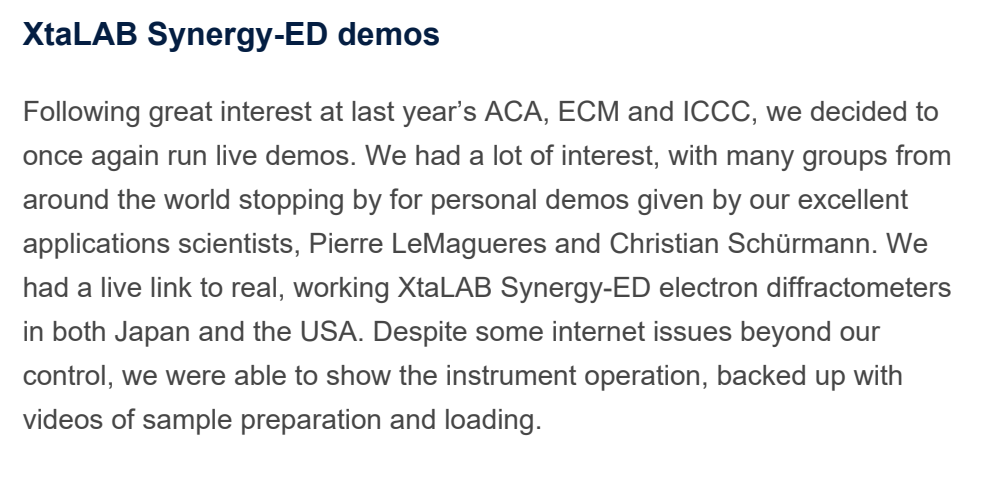 XtaLAB Synergy-ED demos
Following great interest at last year’s ACA, ECM and ICCC, we decided to
once again run live demos. We had a lot of interest, with many groups from
around the world stopping by for personal demos given by our excellent
applications scientists, Pierre LeMagueres and Christian Schürmann. We
had a live link to real, working XtaLAB Synergy-ED electron diffractometers
in both Japan and the USA. Despite some internet issues beyond our
control, we were able to show the instrument operation, backed up with
videos of sample preparation and loading.